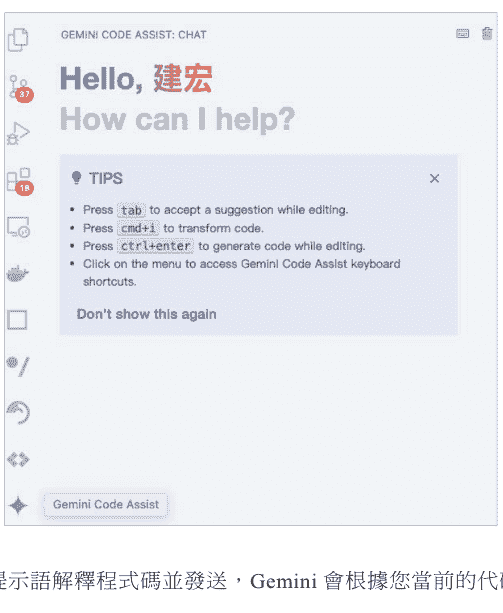 GEMINI CODE ASSIST: CHAT
Hello, 建宏
37
How can I help?
18
TIPS
Press tab to accept a suggestion while editing.
Press cmd+i to transform code.
Press ctrl+enter to generate code while editing.
Click on the menu to access Gemini Code Assist keyboard
shortcuts.
Don't show this again
Gemini Code Assist
提示語解釋程式碼並發送，Gemini 會根據您當前的代碼